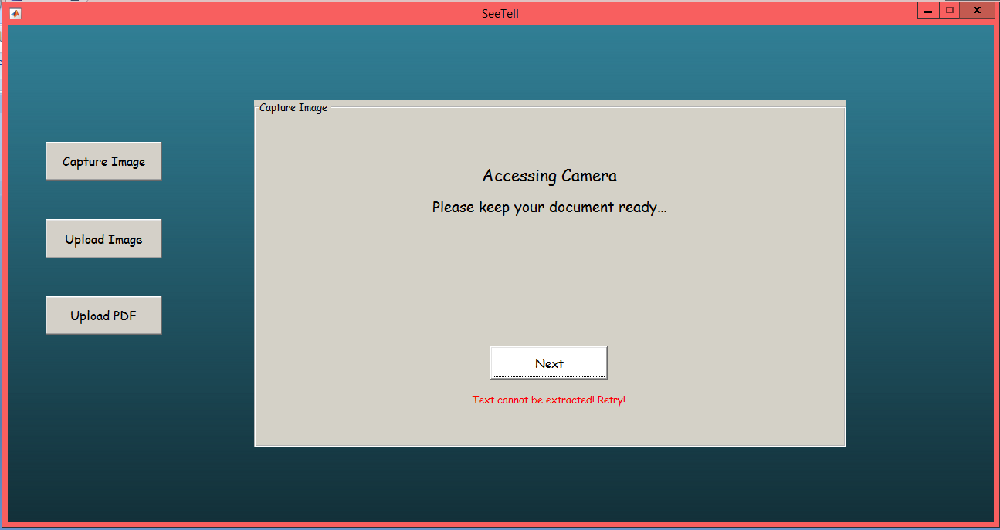 SeeTell
Capture Image
Capture Image
Accessing Camera
Please keep your document ready...
Upload Image
Upload PDF
Next
Text cannot be extracted! Retry!